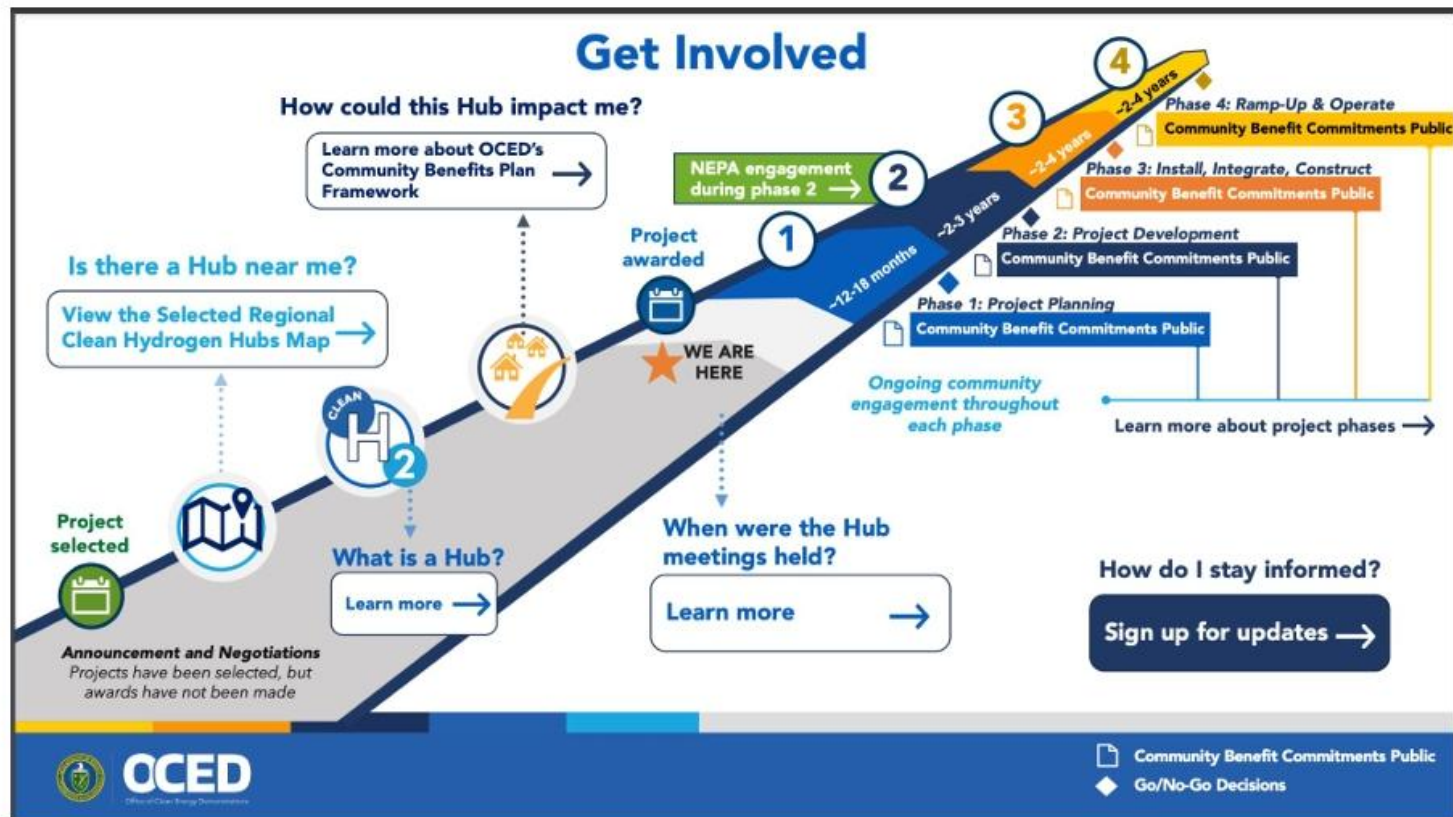 Get Involved
How could this Hub impact me?
Learn more about OCED's
Community Benefits Plan
Framework
Is there a Hub near me?
View the Selected Regional
Clean Hydrogen Hubs Map
Project
selected
Announcement and Negotiations
Projects have been selected, but
awards have not been made
CLEAN
H
2
What is a Hub?
Learn more
Project
awarded
WE ARE
HERE
When were the Hub
meetings held?
Learn more
NEPA engagement
during phase 2
1
~12-18 months
2
~2-3 years
3
~2-4 years
4
~2-4 years
Phase 4: Ramp-Up & Operate
Community Benefit Commitments Public
Phase 3: Install, Integrate, Construct
Community Benefit Commitments Public
Phase 2: Project Development
Community Benefit Commitments Public
Phase 1: Project Planning
Community Benefit Commitments Public
Ongoing community
engagement throughout
each phase
Learn more about project phases
How do I stay informed?
Sign up for updates
OCED
Office of Clean Energy Demonstrations
Community Benefit Commitments Public
Go/No-Go Decisions